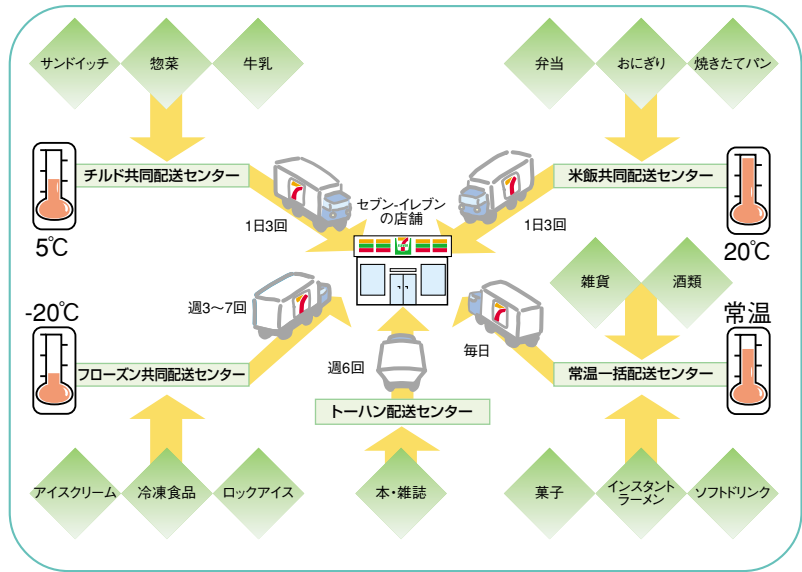 サンドイッチ
惣菜
牛乳
弁当
おにぎり
焼きたてパン
チルド共同配送センター
5℃
1日3回
セブン-イレブン
の店舗
米飯共同配送センター
20℃
1日3回
雑貨
酒類
-20℃
週3〜7回
フローズン共同配送センター
週6回
トーハン配送センター
毎日
常温
常温一括配送センター
アイスクリーム
冷凍食品
ロックアイス
本・雑誌
菓子
インスタント
ラーメン
ソフトドリンク